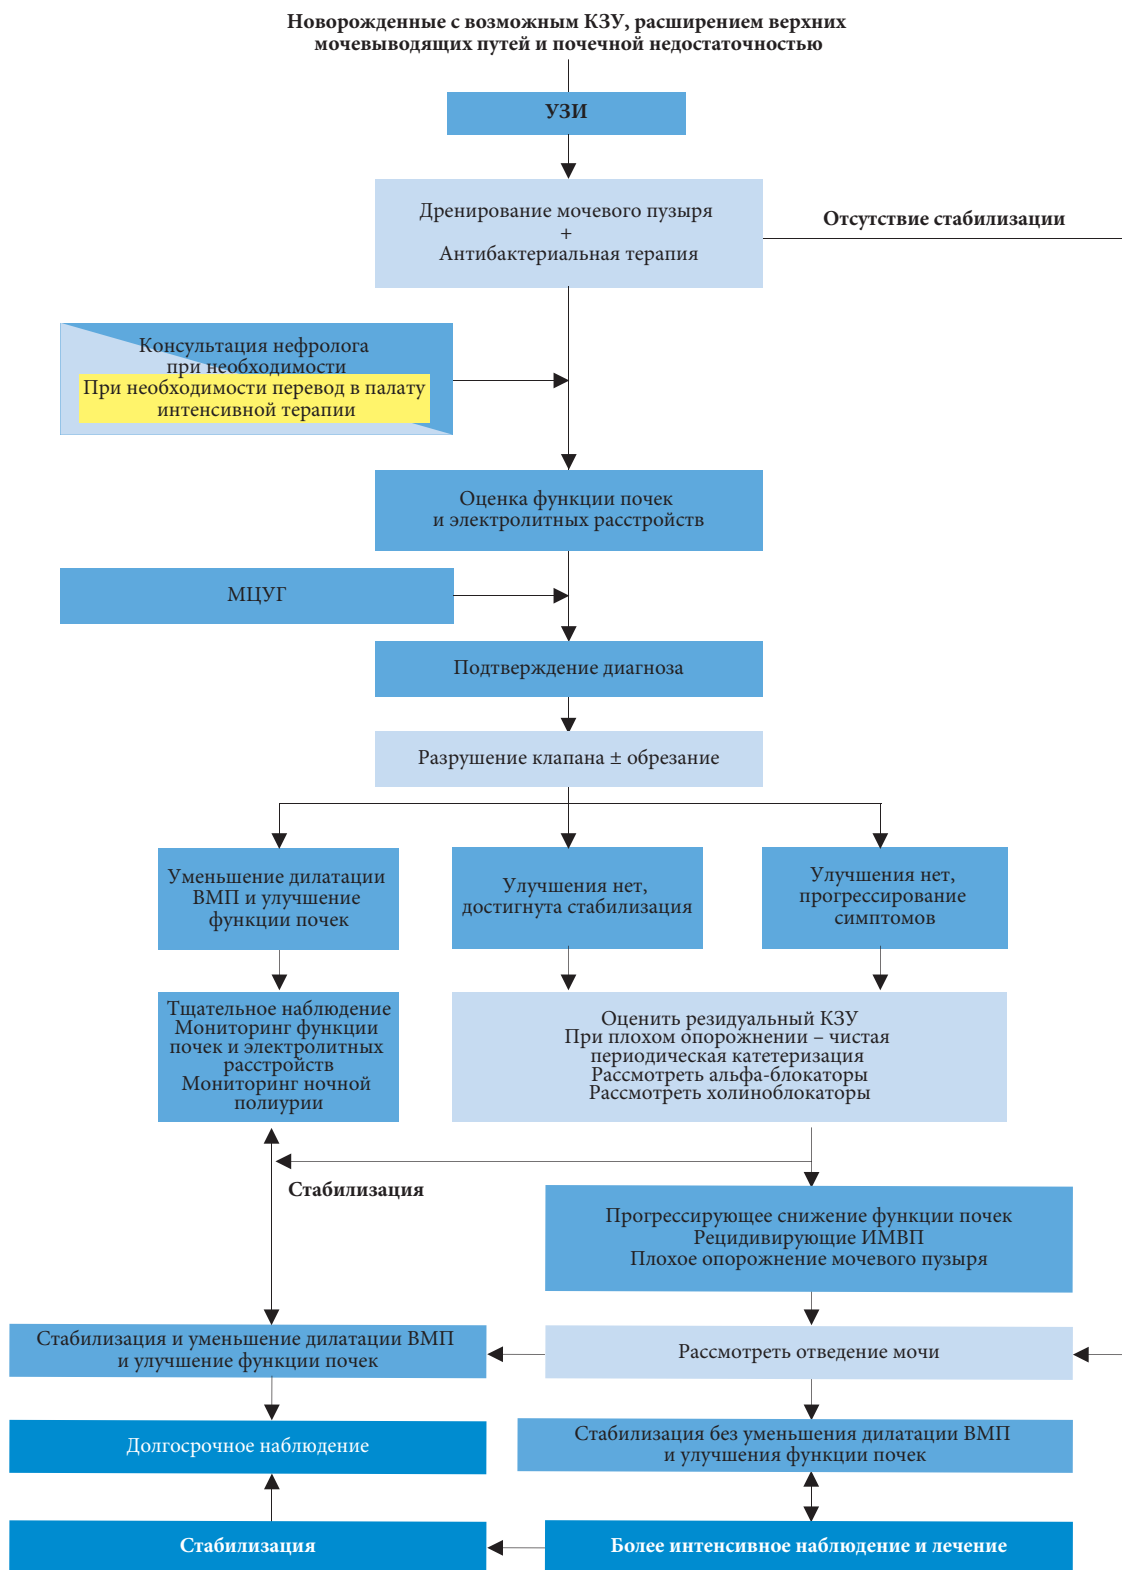 Новорожденные с возможным КЗУ, расширением верхних
мочевыводящих путей и почечной недостаточностью
УЗИ
Дренирование мочевого пузыря
+
Антибактериальная терапия
Отсутствие стабилизации
Консультация нефролога
при необходимости
При необходимости перевод в палату
интенсивной терапии
Оценка функции почек
и электролитных расстройств
МЦУГ
Подтверждение диагноза
Разрушение клапана ± обрезание
Уменьшение дилатации
ВМП и улучшение
функции почек
Улучшения нет,
достигнута стабилизация
Улучшения нет,
прогрессирование
симптомов
Тщательное наблюдение
Мониторинг функции
почек и электролитных
расстройств
Мониторинг ночной
полиурии
Оценить резидуальный КЗУ
При плохом опорожнении – чистая
периодическая катетеризация
Рассмотреть альфа-блокаторы
Рассмотреть холиноблокаторы
Стабилизация
Прогрессирующее снижение функции почек
Рецидивирующие ИМВП
Плохое опорожнение мочевого пузыря
Стабилизация и уменьшение дилатации ВМП
и улучшение функции почек
Рассмотреть отведение мочи
Долгосрочное наблюдение
Стабилизация без уменьшения дилатации ВМП
и улучшения функции почек
Стабилизация
Более интенсивное наблюдение и лечение